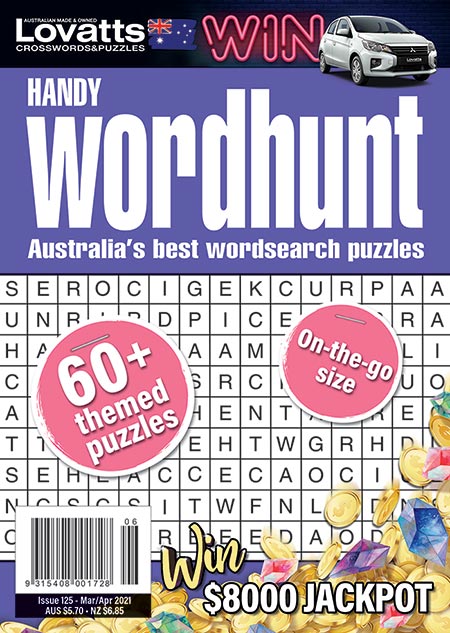 AUSTRALIAN MADE & OWNED
Lovatts
CROSSWORDS&PUZZLES
WIN
HANDY
wordhunt
Australia's best wordsearch puzzles
S E R O C I G E K C U R P A A
U N R I R D P I C E R A
H A A A M L I
60+
themed
puzzles
On-the-go
size
C S R C U O
A H E N T A R E
T T E H T W G R H D
S E H E A C C E C A O C I
N G S C S I T W F N L D N
C R E E D A O D
06
9 315408 001728
Issue 125 - Mar/Apr 2021
AUS $5.70 - NZ $6.85
Win
$8000 JACKPOT